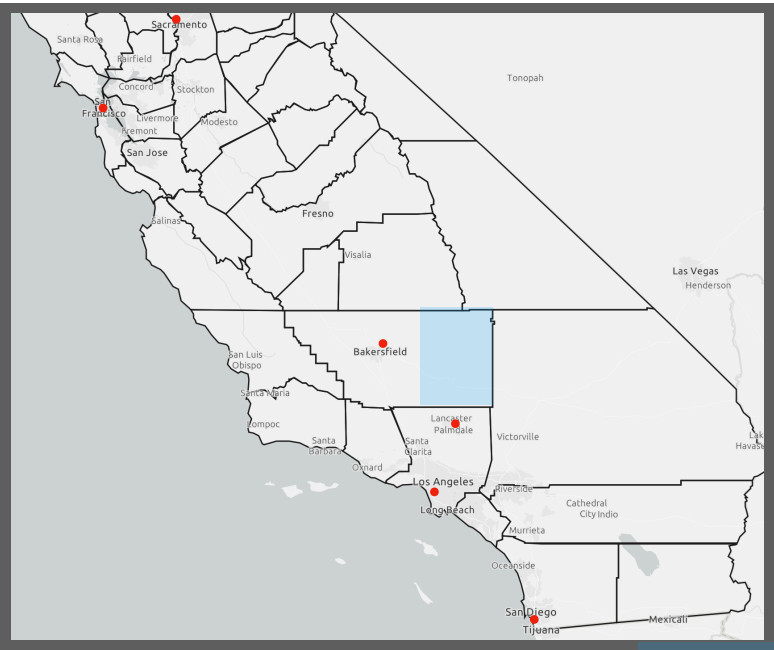 Sacramento
Santa Rosa
Fairfield
Tonopah
Concord
Stockton
San
Francisco
Livermore
Modesto
Fremont
San Jose
Fresno
Salinas
Visalia
Las Vegas
Henderson
Bakersfield
San Luis
Obispo
Santa Maria
Lancaster
Palmdale
Lompoc
Santa
Barbara
Santa
Clarita
Victorville
Lak
Havas
Oxnard
Los Angeles
Riverside
Long Beach
Cathedral
City
Indio
Murrieta
Oceanside
San Diego
Mexicali
Tijuana